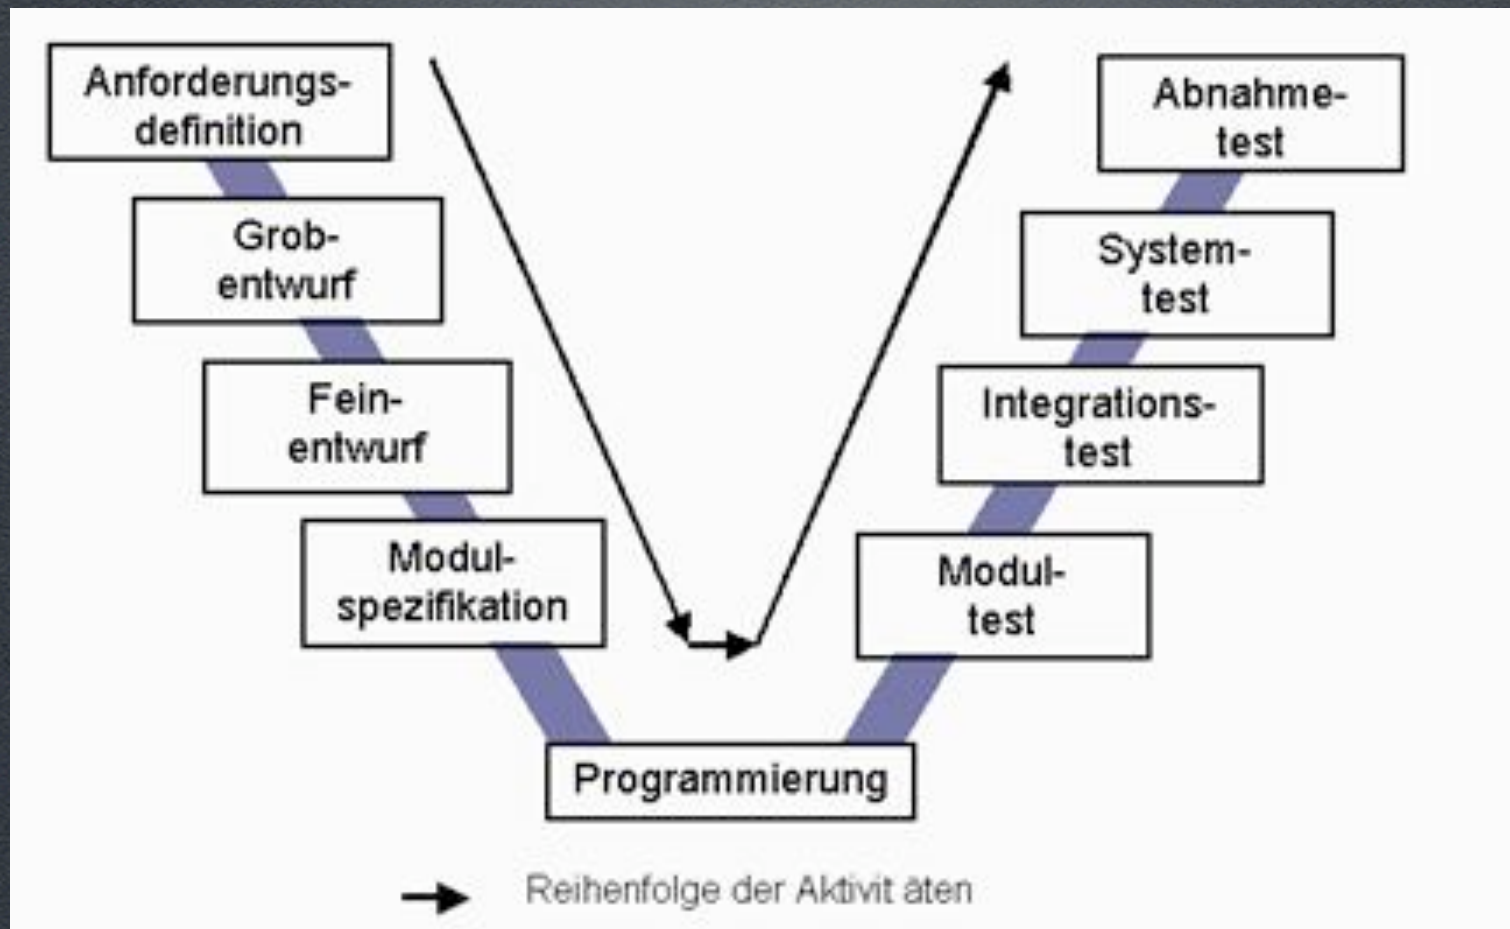 Anforderungs-
definition
Grob-
entwurf
Fein-
entwurf
Modul-
spezifikation
Programmierung
Modul-
test
Integrations-
test
System-
test
Abnahme-
test
Reihenfolge der Aktivit äten